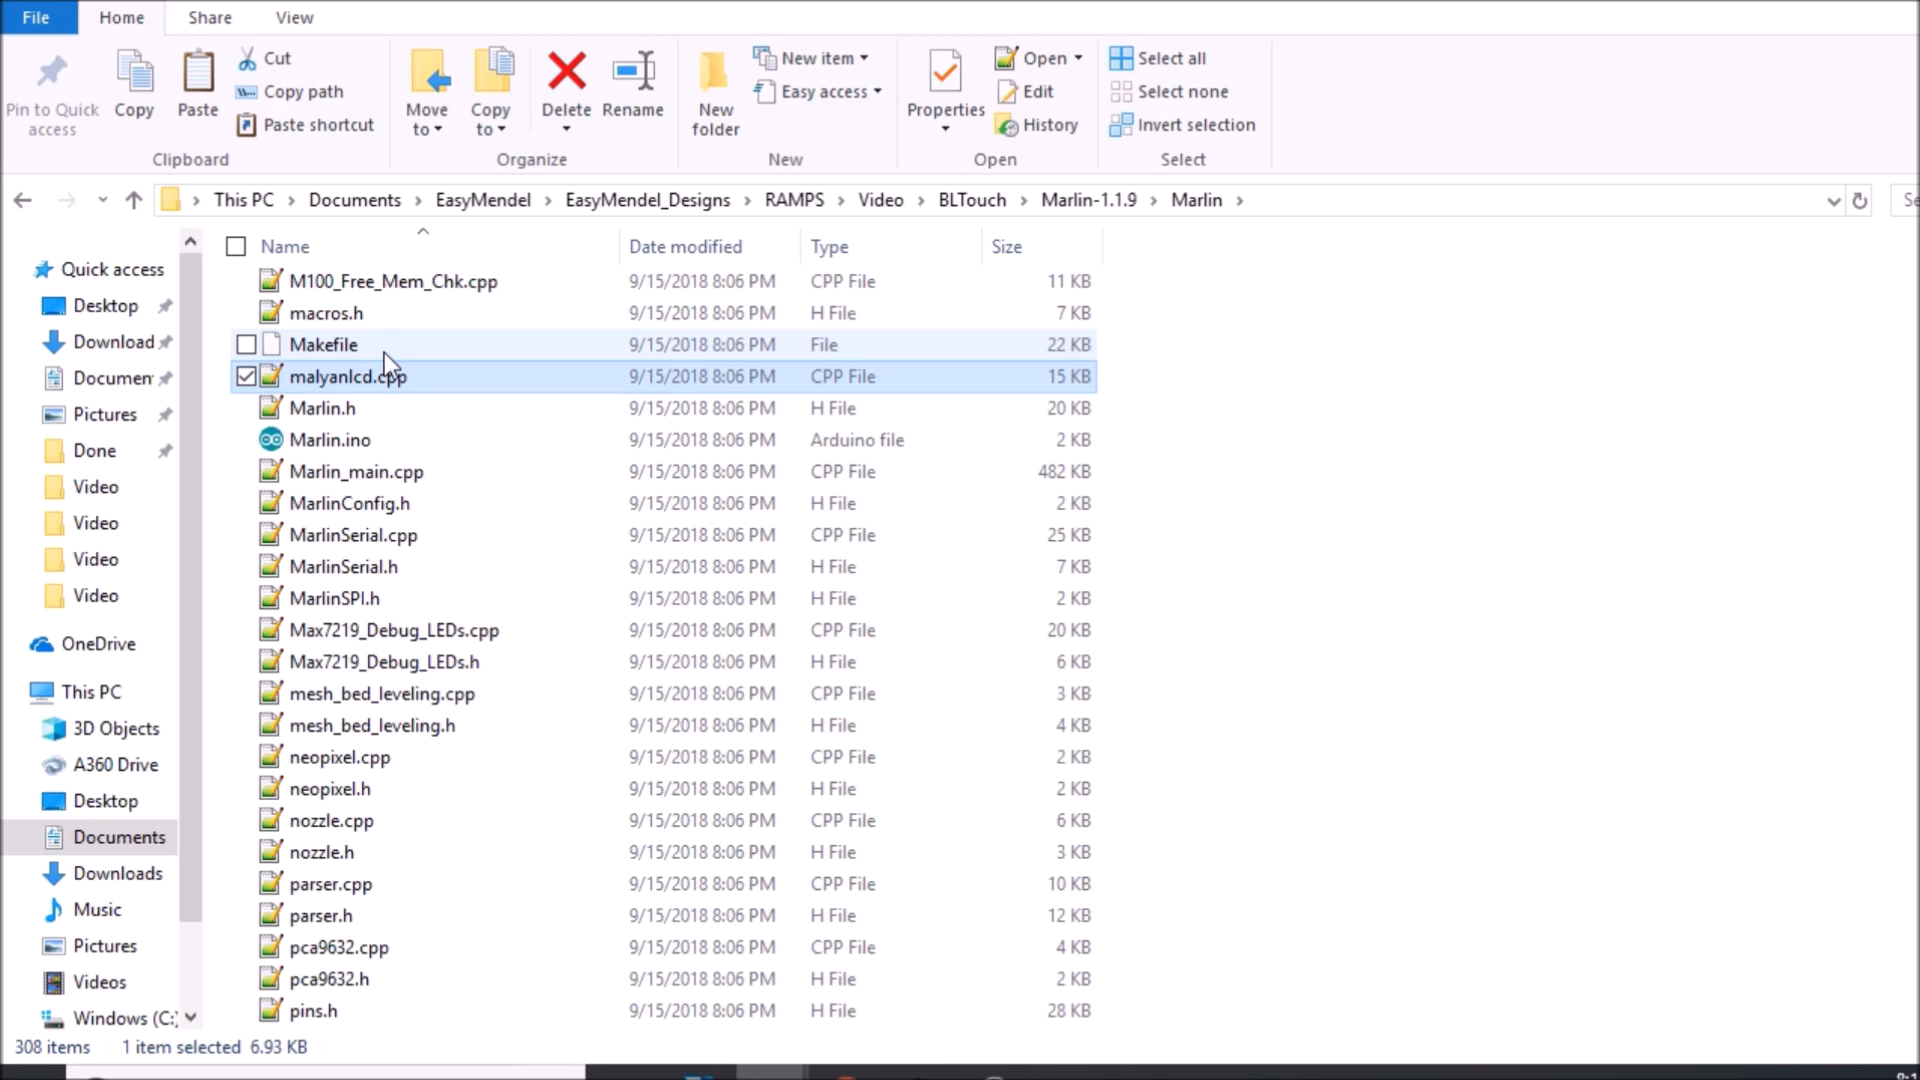 File Home Share View
Cut
Copy path
Paste shortcut
Pin to Quick access
Copy
Paste
Clipboard
Move to
Copy to
Delete
Rename
Organize
New folder
New item
Easy access
New
Properties
Open
Edit
History
Open
Select all
Select none
Invert selection
Select
This PC > Documents > EasyMendel > EasyMendel_Designs > RAMPS > Video > BLTouch > Marlin-1.1.9 > Marlin >
Se
Quick access
Desktop
Download
Documen
Pictures
Done
Video
Video
Video
Video
OneDrive
This PC
3D Objects
A360 Drive
Desktop
Documents
Downloads
Music
Pictures
Videos
Windows (C:)
Name Date modified Type Size
M100_Free_Mem_Chk.cpp 9/15/2018 8:06 PM CPP File 11 KB
macros.h 9/15/2018 8:06 PM H File 7 KB
Makefile 9/15/2018 8:06 PM File 22 KB
malyanlcd.cpp 9/15/2018 8:06 PM CPP File 15 KB
Marlin.h 9/15/2018 8:06 PM H File 20 KB
Marlin.ino 9/15/2018 8:06 PM Arduino file 2 KB
Marlin_main.cpp 9/15/2018 8:06 PM CPP File 482 KB
MarlinConfig.h 9/15/2018 8:06 PM H File 2 KB
MarlinSerial.cpp 9/15/2018 8:06 PM CPP File 25 KB
MarlinSerial.h 9/15/2018 8:06 PM H File 7 KB
MarlinSPI.h 9/15/2018 8:06 PM H File 2 KB
Max7219_Debug_LEDs.cpp 9/15/2018 8:06 PM CPP File 20 KB
Max7219_Debug_LEDs.h 9/15/2018 8:06 PM H File 6 KB
mesh_bed_leveling.cpp 9/15/2018 8:06 PM CPP File 3 KB
mesh_bed_leveling.h 9/15/2018 8:06 PM H File 4 KB
neopixel.cpp 9/15/2018 8:06 PM CPP File 2 KB
neopixel.h 9/15/2018 8:06 PM H File 2 KB
nozzle.cpp 9/15/2018 8:06 PM CPP File 6 KB
nozzle.h 9/15/2018 8:06 PM H File 3 KB
parser.cpp 9/15/2018 8:06 PM CPP File 10 KB
parser.h 9/15/2018 8:06 PM H File 12 KB
pca9632.cpp 9/15/2018 8:06 PM CPP File 4 KB
pca9632.h 9/15/2018 8:06 PM H File 2 KB
pins.h 9/15/2018 8:06 PM H File 28 KB
308 items 1 item selected 6.93 KB